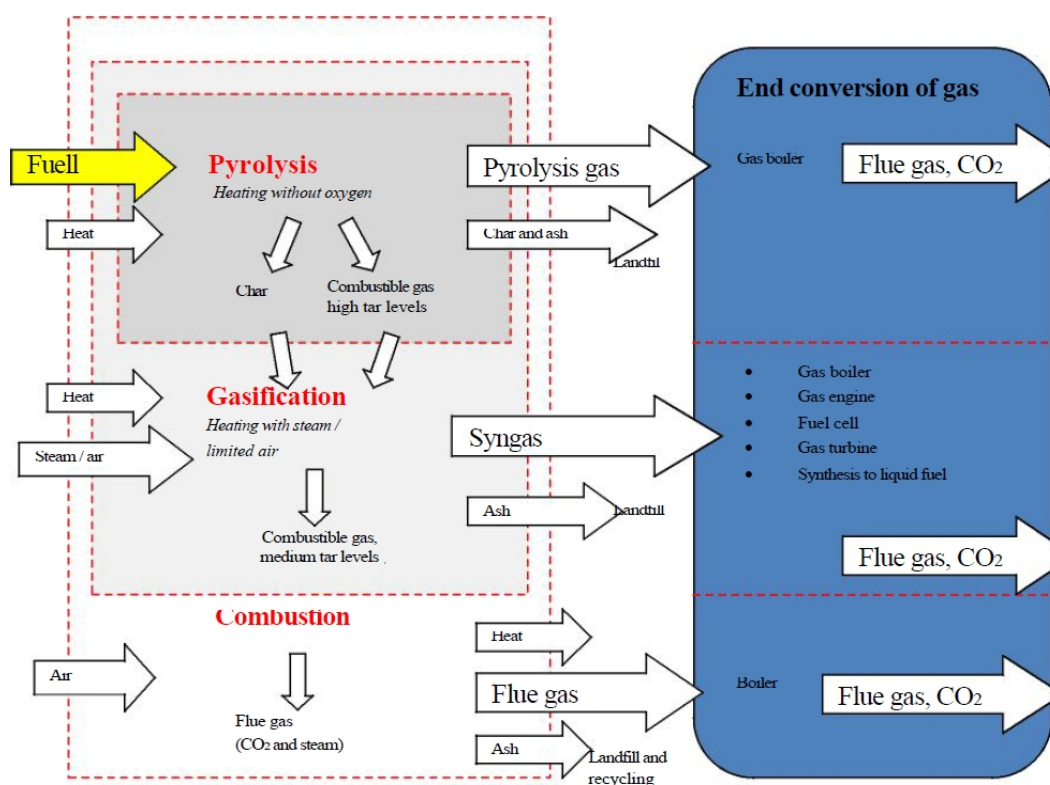 End conversion of gas
Fuell
Pyrolysis
Heating without oxygen
Pyrolysis gas
Gas boiler
Flue gas, CO2
Heat
Char and ash
Landfil
Char
Combustible gas
high tar levels
Heat
Gasification
Heating with steam /
limited air
Steam / air
Syngas
• Gas boiler
• Gas engine
• Fuel cell
• Gas turbine
• Synthesis to liquid fuel
Ash
Landfill
Combustible gas,
medium tar levels
Flue gas, CO2
Combustion
Heat
Air
Flue gas
Boiler
Flue gas, CO2
Flue gas
(CO2 and steam)
Ash
Landfill and
recycling